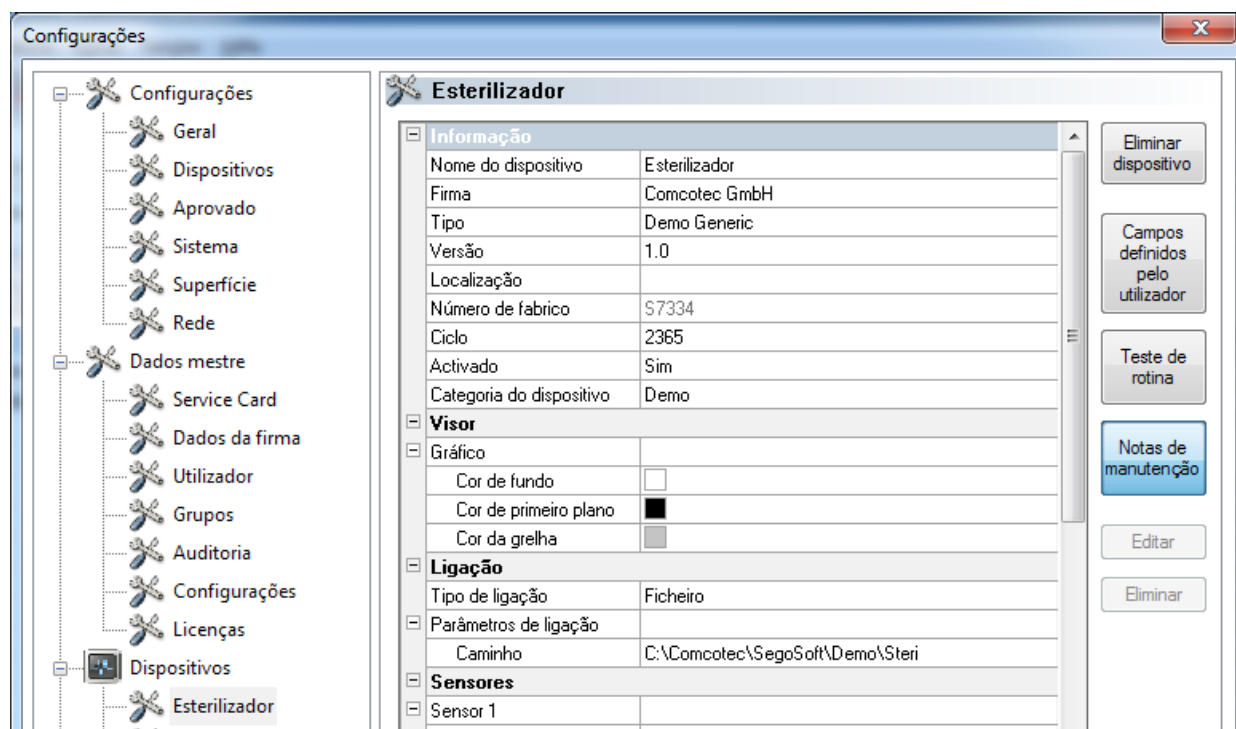 Configurações
Configurações
Geral
Dispositivos
Aprovado
Sistema
Superfície
Rede
Dados mestre
Service Card
Dados da firma
Utilizador
Grupos
Auditoria
Configurações
Licenças
Dispositivos
Esterilizador
Esterilizador
Informação
Nome do dispositivo Esterilizador
Firma Comcotec GmbH
Tipo Demo Generic
Versão 1.0
Localização
Número de fabrico S7334
Ciclo 2365
Activado Sim
Categoria do dispositivo Demo
Visor
Gráfico
Cor de fundo
Cor de primeiro plano
Cor da grelha
Ligação
Tipo de ligação Ficheiro
Parâmetros de ligação
Caminho C:\Comcotec\SegoSoft\Demo\Steri
Sensores
Sensor 1
Eliminar
dispositivo
Campos
definidos
pelo
utilizador
Teste de
rotina
Notas de
manutenção
Editar
Eliminar